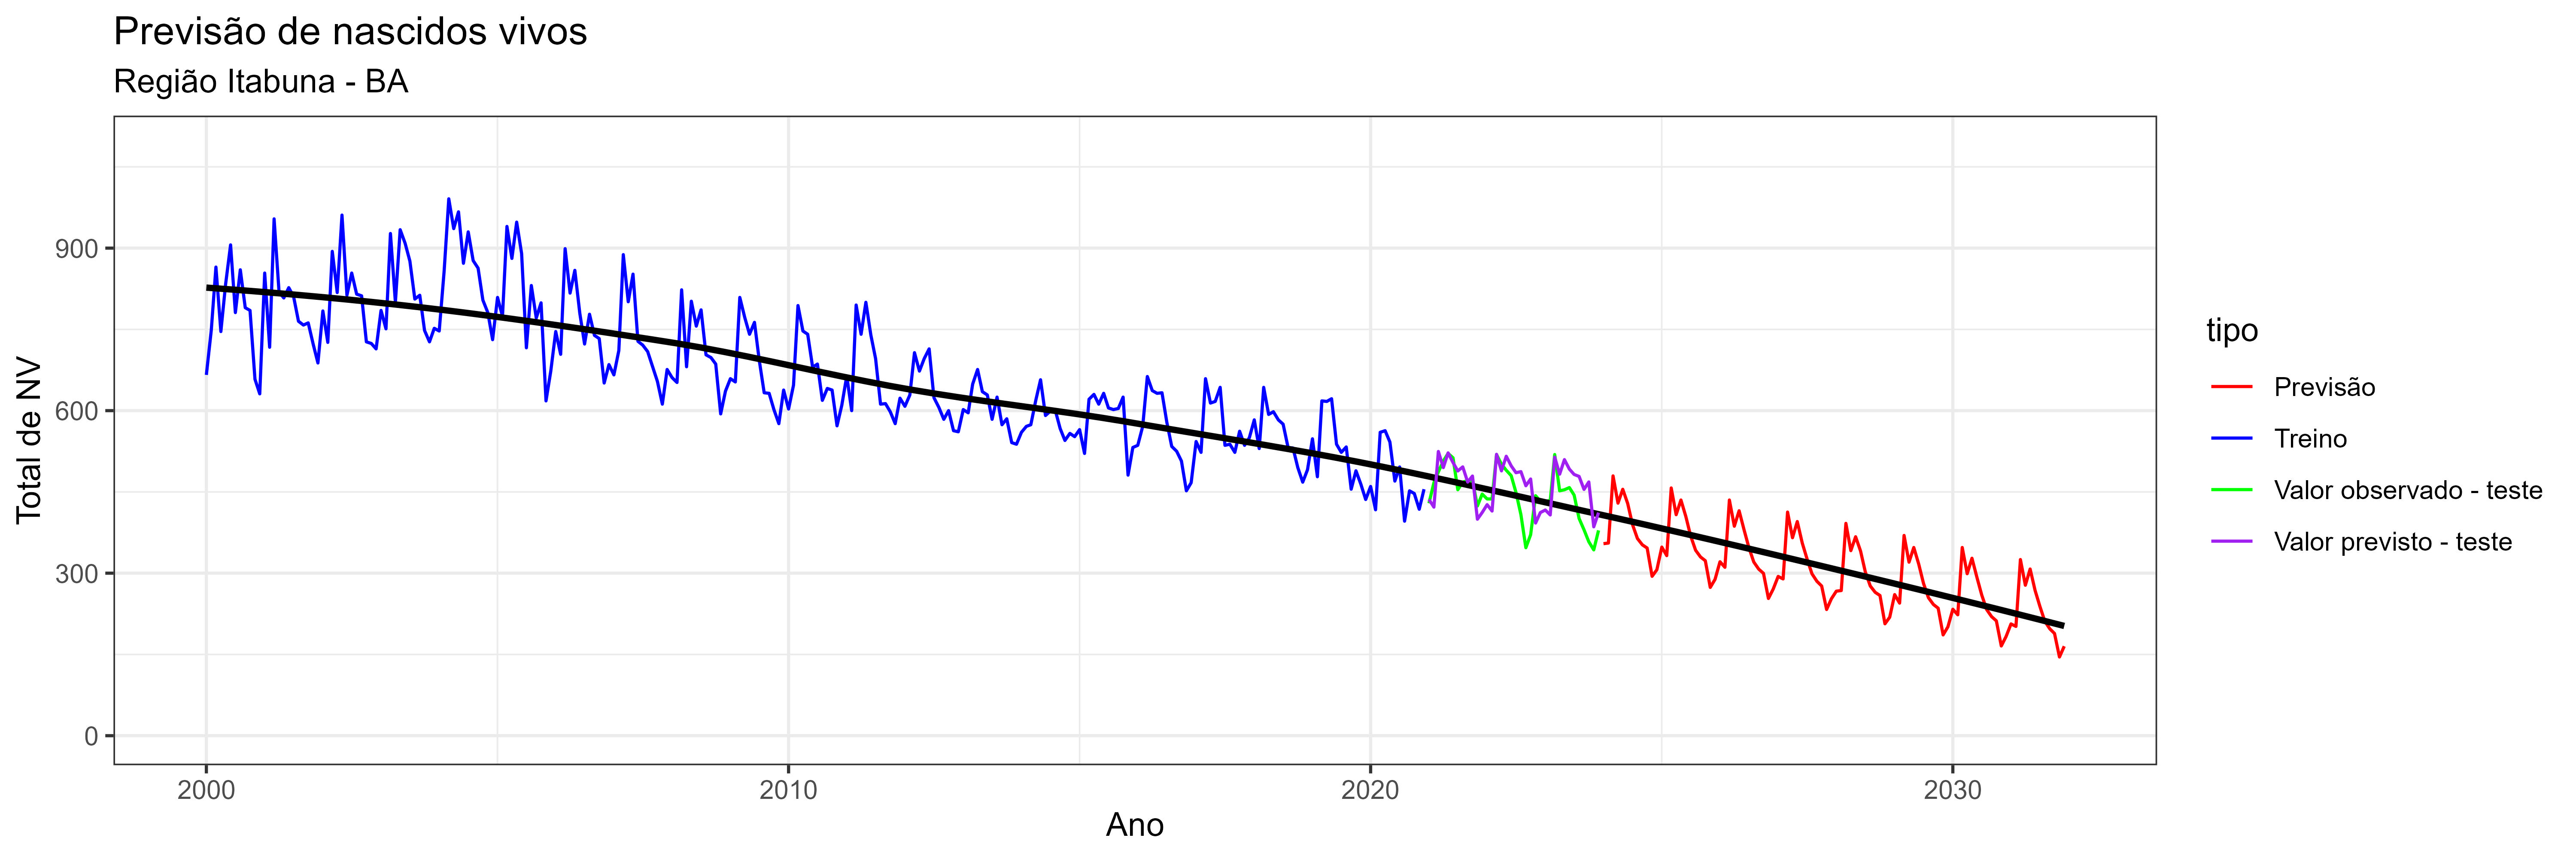 Previsão de nascidos vivos
Região Itabuna - BA
Total de NV
900
600
300
0
2000
2010
2020
2030
Ano
tipo
Previsão
Treino
Valor observado - teste
Valor previsto - teste